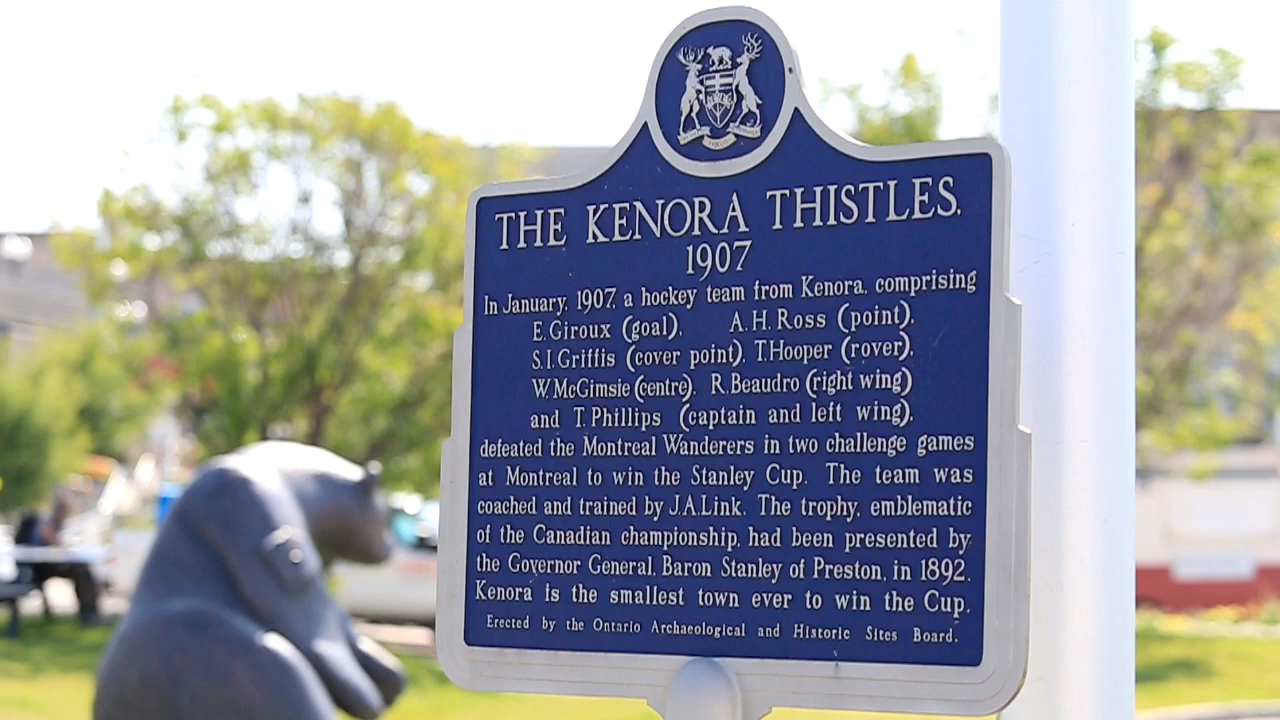 THE KENORA THISTLES,
1907
In January, 1907, a hockey team from Kenora, comprising
E. Giroux (goal), A. H. Ross (point),
S. I. Griffis (cover point), T. Hooper (rover),
W. McGimsie (centre), R. Beaudro (right wing)
and T. Phillips (captain and left wing),
defeated the Montreal Wanderers in two challenge games
at Montreal to win the Stanley Cup. The team was
coached and trained by J.A. Link. The trophy, emblematic
of the Canadian championship, had been presented by
the Governor General, Baron Stanley of Preston, in 1892.
Kenora is the smallest town ever to win the Cup.
Erected by the Ontario Archaeological and Historic Sites Board.